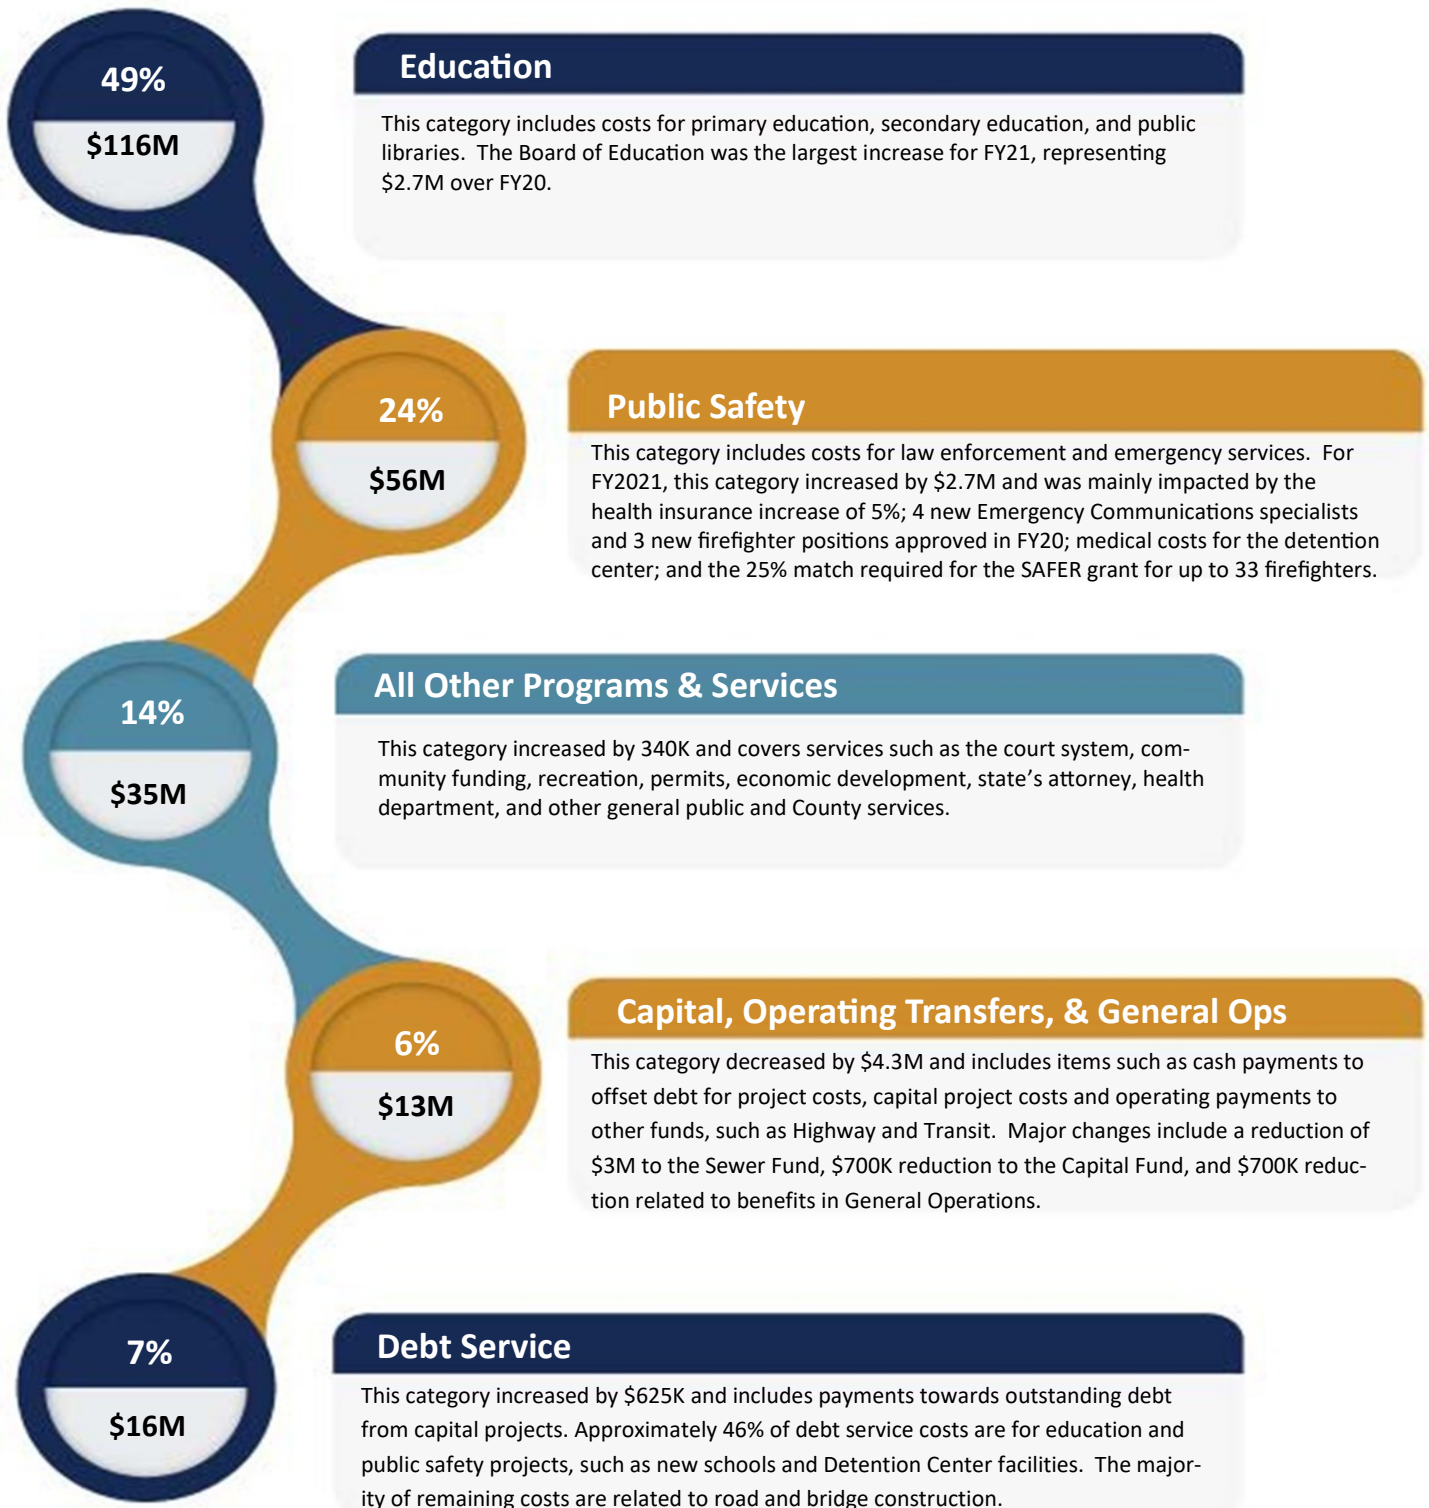 49%
$116M
Education
This category includes costs for primary education, secondary education, and public
libraries.  The Board of Education was the largest increase for FY21, representing
$2.7M over FY20.
24%
$56M
Public Safety
This category includes costs for law enforcement and emergency services.  For
FY2021, this category increased by $2.7M and was mainly impacted by the
health insurance increase of 5%; 4 new Emergency Communications specialists
and 3 new firefighter positions approved in FY20; medical costs for the detention
center; and the 25% match required for the SAFER grant for up to 33 firefighters.
14%
$35M
All Other Programs & Services
This category increased by 340K and covers services such as the court system, com-
munity funding, recreation, permits, economic development, state's attorney, health
department, and other general public and County services.
6%
$13M
Capital, Operating Transfers, & General Ops
This category decreased by $4.3M and includes items such as cash payments to
offset debt for project costs, capital project costs and operating payments to
other funds, such as Highway and Transit.  Major changes include a reduction of
$3M to the Sewer Fund, $700K reduction to the Capital Fund, and $700K reduc-
tion related to benefits in General Operations.
7%
$16M
Debt Service
This category increased by $625K and includes payments towards outstanding debt
from capital projects. Approximately 46% of debt service costs are for education and
public safety projects, such as new schools and Detention Center facilities.  The major-
ity of remaining costs are related to road and bridge construction.